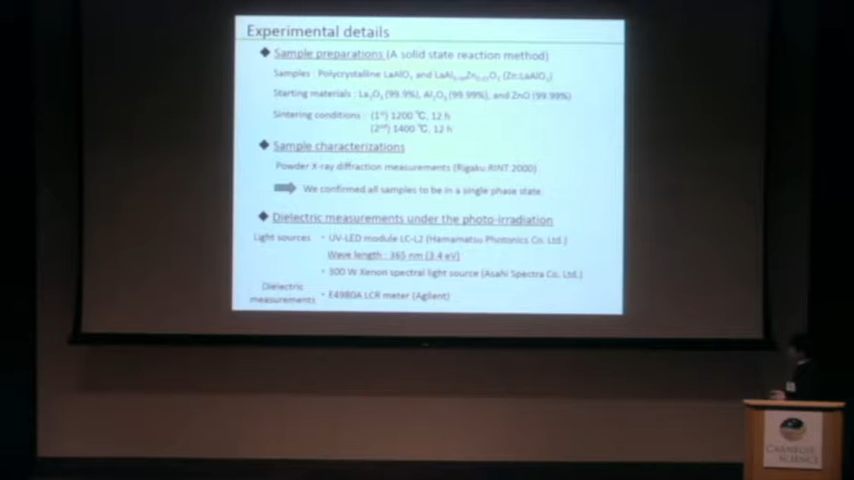 Experimental details
◆ Sample preparations (A solid state reaction method)
Samples : Polycrystalline LaAlO₃ and LaAl₀.₉₉Zn₀.₀₁O₃ (Zn:LaAlO₃)
Starting materials : La₂O₃ (99.9%), Al₂O₃ (99.99%), and ZnO (99.99%)
Sintering conditions : (1ˢᵗ) 1200 ℃, 12 h
(2ⁿᵈ) 1400 ℃, 12 h
◆ Sample characterizations
Powder X-ray diffraction measurements (Rigaku RINT 2000)
We confirmed all samples to be in a single phase state.
◆ Dielectric measurements under the photo-irradiation
Light sources ・ UV-LED module LC-L2 (Hamamatsu Photonics Co. Ltd.)
Wave length : 365 nm (3.4 eV)
・ 300 W Xenon spectral light source (Asahi Spectra Co. Ltd.)
Dielectric
measurements ・ E4980A LCR meter (Agilent)
CARNEGIE
SCIENCE